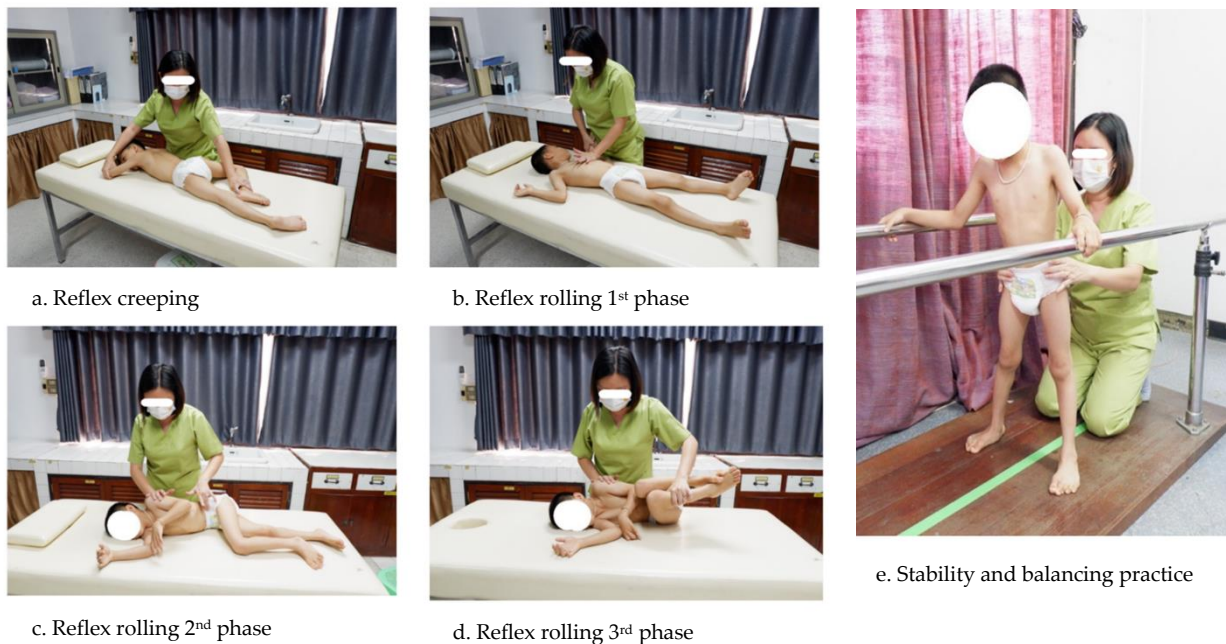 a. Reflex creeping
b. Reflex rolling 1st phase
c. Reflex rolling 2nd phase
d. Reflex rolling 3rd phase
e. Stability and balancing practice